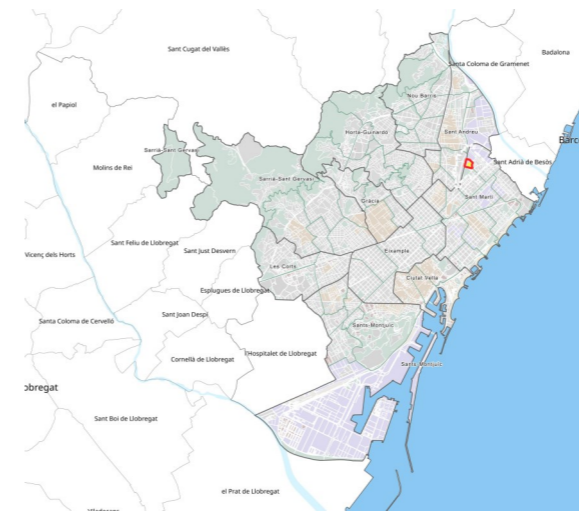 Sant Cugat del Vallès
Badalona
Santa Coloma de Gramenet
Nou Barris
el Papiol
Horta-Guinardó
Sant Andreu
Barc
Sarrià-Sant Gervasi
Sant Adrià de Besòs
Molins de Rei
Sarrià-Sant Gervasi
Sant Martí
Gràcia
Sant Feliu de Llobregat
Sant Just Desvern
Eixample
Vicenç dels Horts
Les Corts
Ciutat Vella
Esplugues de Llobregat
Sant Joan Despí
Santa Coloma de Cervelló
Sants-Montjuïc
l'Hospitalet de Llobregat
Cornellà de Llobregat
Sants-Montjuïc
obregat
Sant Boi de Llobregat
el Prat de Llobregat